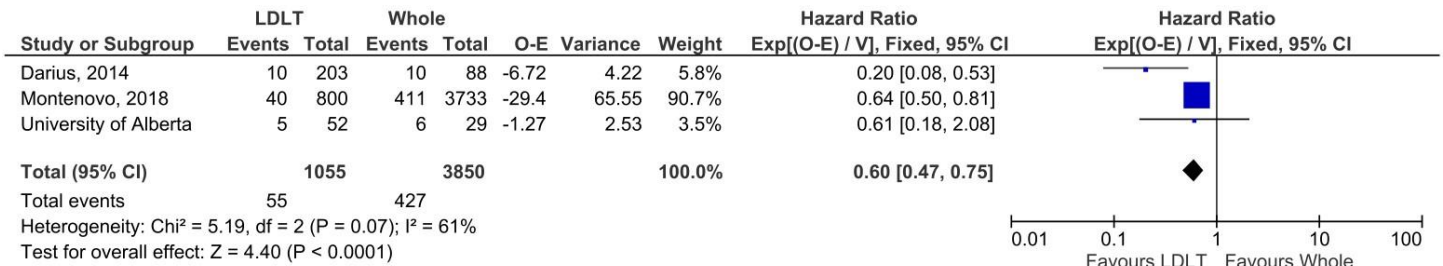 LDLT Whole Hazard Ratio Hazard Ratio
Study or Subgroup Events Total Events Total O-E Variance Weight Exp[(O-E) / V], Fixed, 95% CI Exp[(O-E) / V], Fixed, 95% CI
Darius, 2014 10 203 10 88 -6.72 4.22 5.8% 0.20 [0.08, 0.53]
Montenovo, 2018 40 800 411 3733 -29.4 65.55 90.7% 0.64 [0.50, 0.81]
University of Alberta 5 52 6 29 -1.27 2.53 3.5% 0.61 [0.18, 2.08]
Total (95% CI) 1055 3850 100.0% 0.60 [0.47, 0.75]
Total events 55 427
Heterogeneity: Chi² = 5.19, df = 2 (P = 0.07); I² = 61%
Test for overall effect: Z = 4.40 (P < 0.0001)
0.01 0.1 1 10 100
Favours LDLT Favours Whole